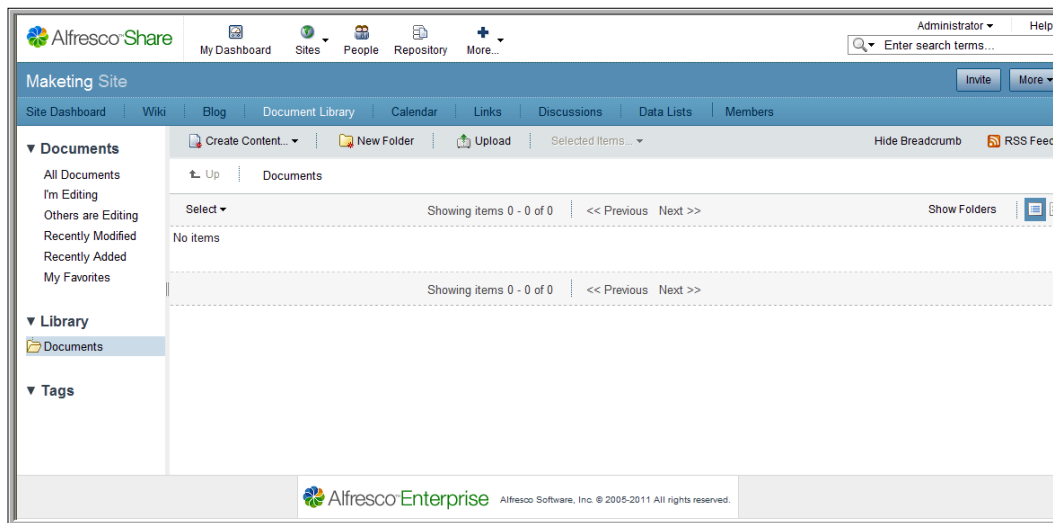 Alfresco Share
My Dashboard Sites People Repository More...
Administrator Help
Enter search terms...
Maketing Site
Invite More
Site Dashboard Wiki Blog Document Library Calendar Links Discussions Data Lists Members
Documents
All Documents
I'm Editing
Others are Editing
Recently Modified
Recently Added
My Favorites
Library
Documents
Tags
Create Content... New Folder Upload Selected Items... Hide Breadcrumb RSS Feed
Up Documents
Select Showing items 0 - 0 of 0 << Previous Next >> Show Folders
No items
Showing items 0 - 0 of 0 << Previous Next >>
Alfresco Enterprise Alfresco Software, Inc. © 2005-2011 All rights reserved.